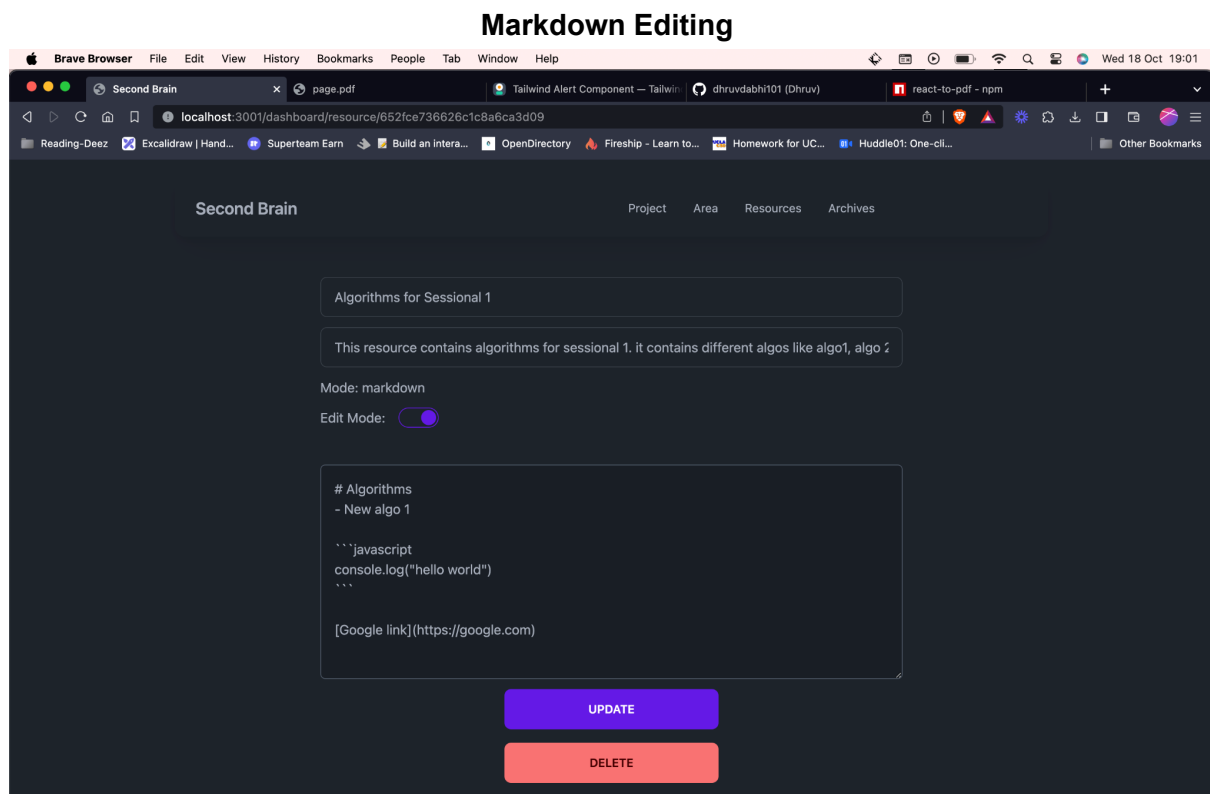 Markdown Editing
Brave Browser File Edit View History Bookmarks People Tab Window Help Wed 18 Oct 19:01
Second Brain page.pdf Tailwind Alert Component — Tailwin dhruvdabhi101 (Dhruv) react-to-pdf - npm
localhost:3001/dashboard/resource/652fce736626c1c8a6ca3d09
Reading-Deez Excalidraw | Hand... Superteam Earn Build an intera... OpenDirectory Fireship - Learn to... Homework for UC... Huddle01: One-cli... Other Bookmarks
Second Brain Project Area Resources Archives
Algorithms for Sessional 1
This resource contains algorithms for sessional 1. it contains different algos like algo1, algo 2
Mode: markdown
Edit Mode:
# Algorithms
- New algo 1
```javascript
console.log("hello world")
```
[Google link](https://google.com)
UPDATE
DELETE